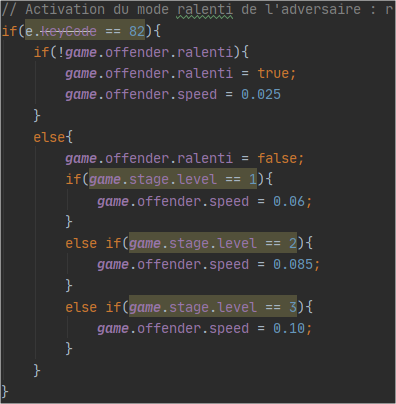 // Activation du mode ralenti de l'adversaire : r
if(e.keyCode == 82){
if(!game.offender.ralenti){
game.offender.ralenti = true;
game.offender.speed = 0.025
}
else{
game.offender.ralenti = false;
if(game.stage.level == 1){
game.offender.speed = 0.06;
}
else if(game.stage.level == 2){
game.offender.speed = 0.085;
}
else if(game.stage.level == 3){
game.offender.speed = 0.10;
}
}
}